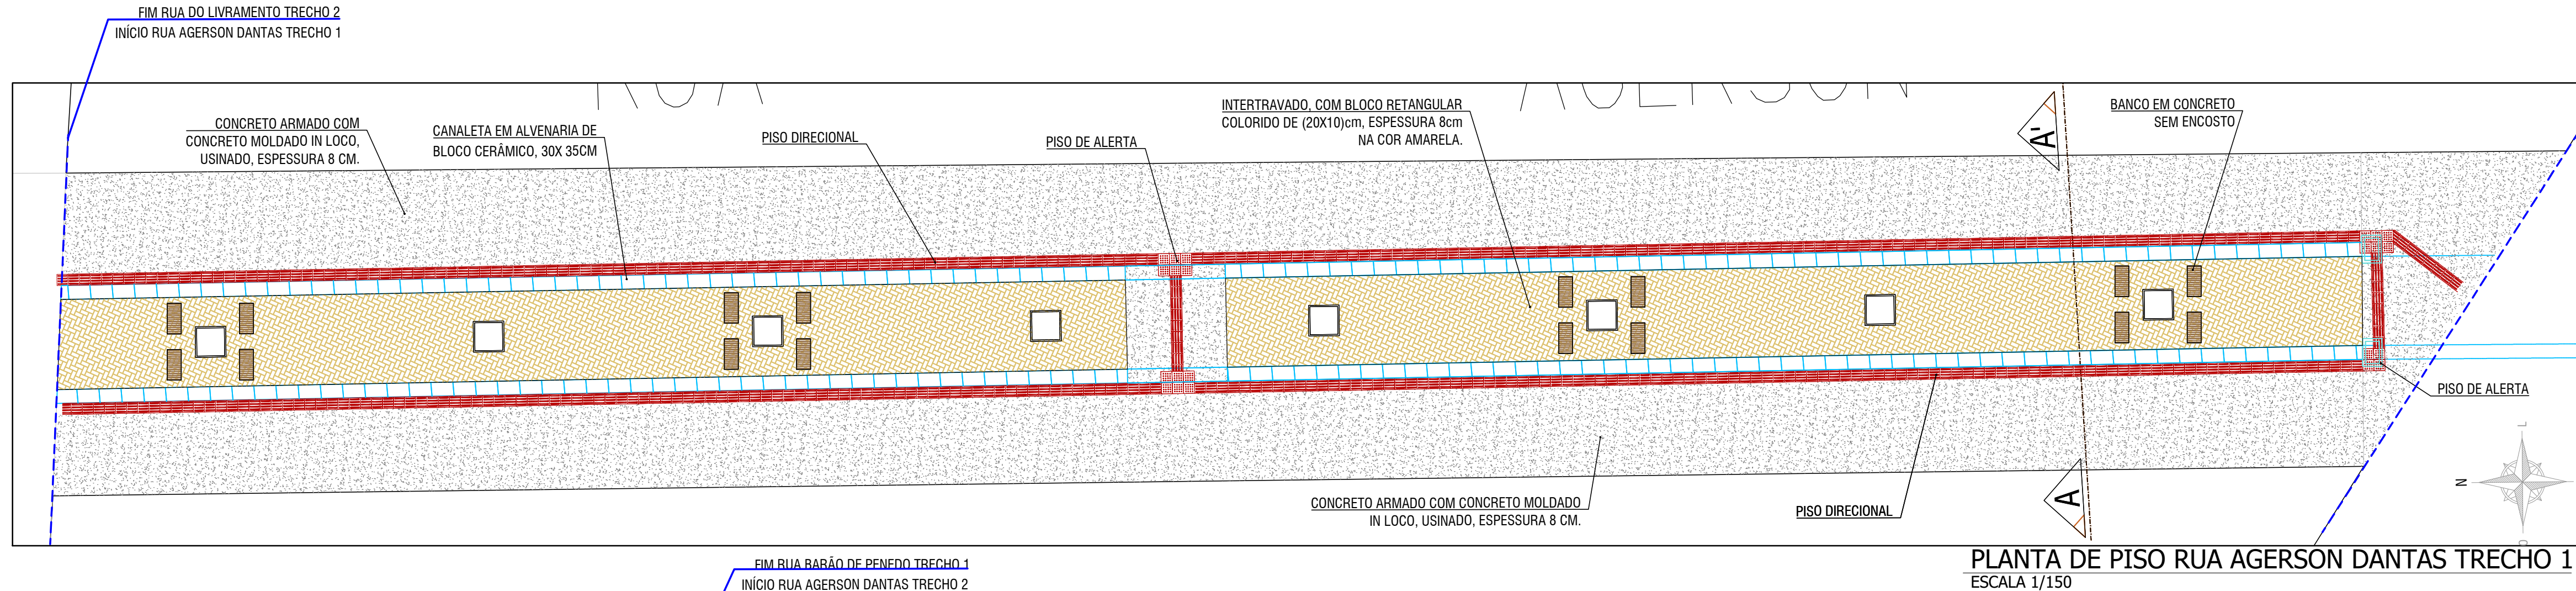 FIM RUA DO LIVRAMENTO TRECHO 2
INÍCIO RUA AGERSON DANTAS TRECHO 1
CONCRETO ARMADO COM
CONCRETO MOLDADO IN LOCO,
USINADO, ESPESSURA 8 CM.
CANALETA EM ALVENARIA DE
BLOCO CERÂMICO, 30X 35CM
PISO DIRECIONAL
PISO DE ALERTA
INTERTRAVADO, COM BLOCO RETANGULAR
COLORIDO DE (20X10)cm, ESPESSURA 8cm
NA COR AMARELA.
A'
BANCO EM CONCRETO
SEM ENCOSTO
PISO DE ALERTA
L
N
O
A
CONCRETO ARMADO COM CONCRETO MOLDADO
IN LOCO, USINADO, ESPESSURA 8 CM.
PISO DIRECIONAL
PLANTA DE PISO RUA AGERSON DANTAS TRECHO 1
ESCALA 1/150
FIM RUA BARÃO DE PENEDO TRECHO 1
INÍCIO RUA AGERSON DANTAS TRECHO 2